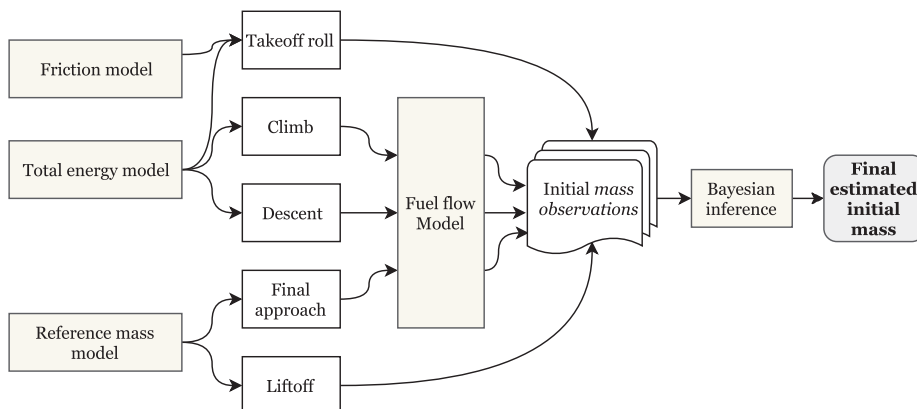 Friction model
Total energy model
Reference mass
model
Takeoff roll
Climb
Descent
Final
approach
Liftoff
Fuel flow
Model
Initial mass
observations
Bayesian
inference
Final
estimated
initial
mass